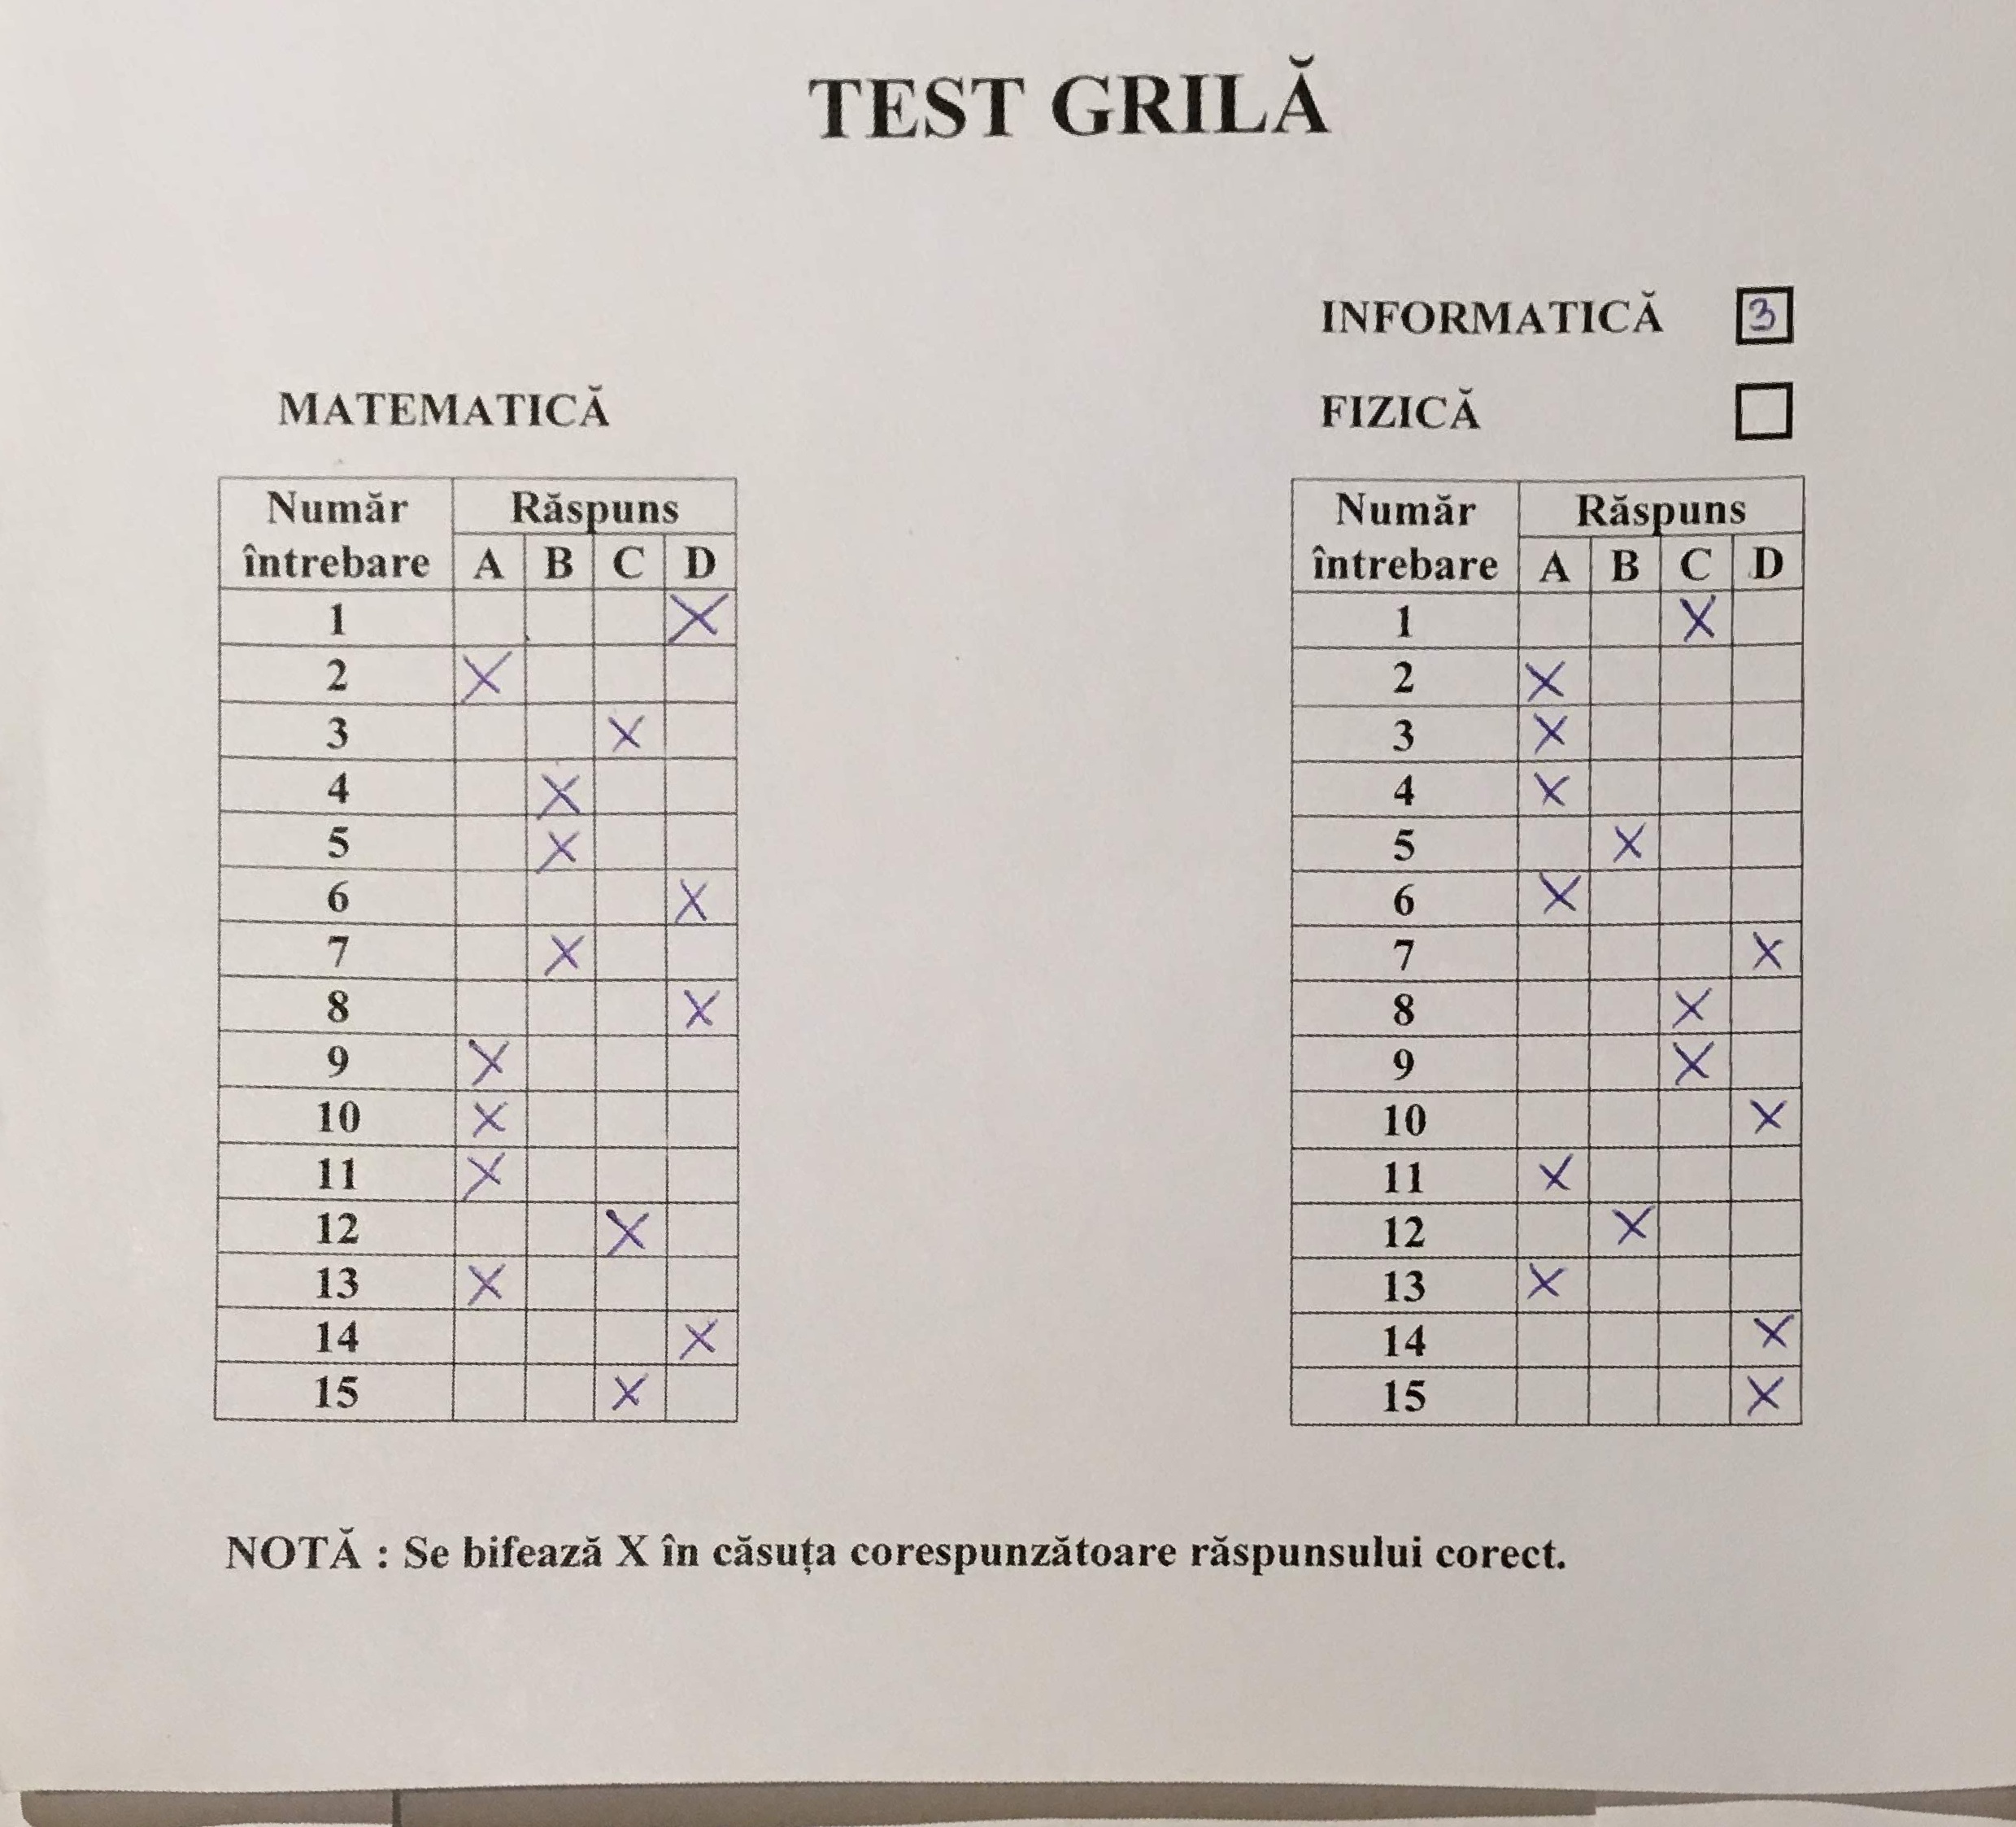 TEST GRILĂ
INFORMATICĂ 3
MATEMATICĂ
FIZICĂ
Număr întrebare Răspuns
A B C D
1 X
2 X
3 X
4 X
5 X
6 X
7 X
8 X
9 X
10 X
11 X
12 X
13 X
14 X
15 X
Număr întrebare Răspuns
A B C D
1 X
2 X
3 X
4 X
5 X
6 X
7 X
8 X
9 X
10 X
11 X
12 X
13 X
14 X
15 X
NOTĂ : Se bifează X în căsuța corespunzătoare răspunsului corect.